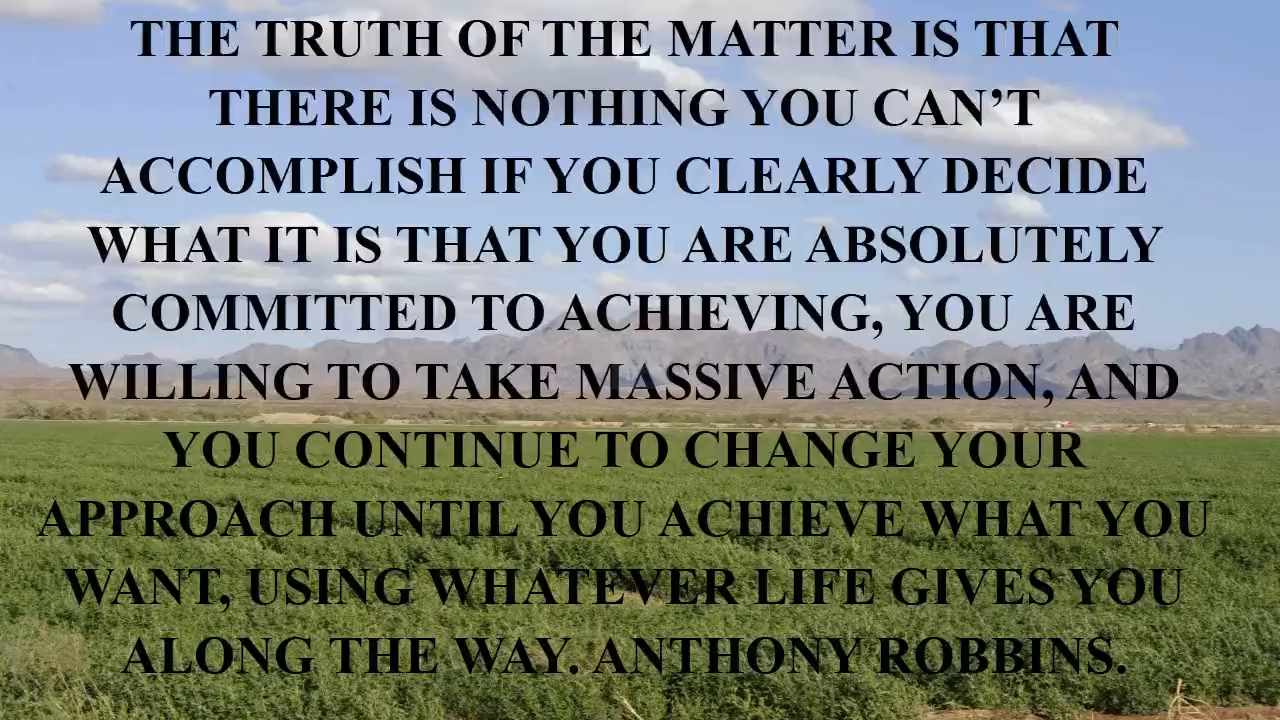 THE TRUTH OF THE MATTER IS THAT
THERE IS NOTHING YOU CAN’T
ACCOMPLISH IF YOU CLEARLY DECIDE
WHAT IT IS THAT YOU ARE ABSOLUTELY
COMMITTED TO ACHIEVING, YOU ARE
WILLING TO TAKE MASSIVE ACTION, AND
YOU CONTINUE TO CHANGE YOUR
APPROACH UNTIL YOU ACHIEVE WHAT YOU
WANT, USING WHATEVER LIFE GIVES YOU
ALONG THE WAY. ANTHONY ROBBINS.